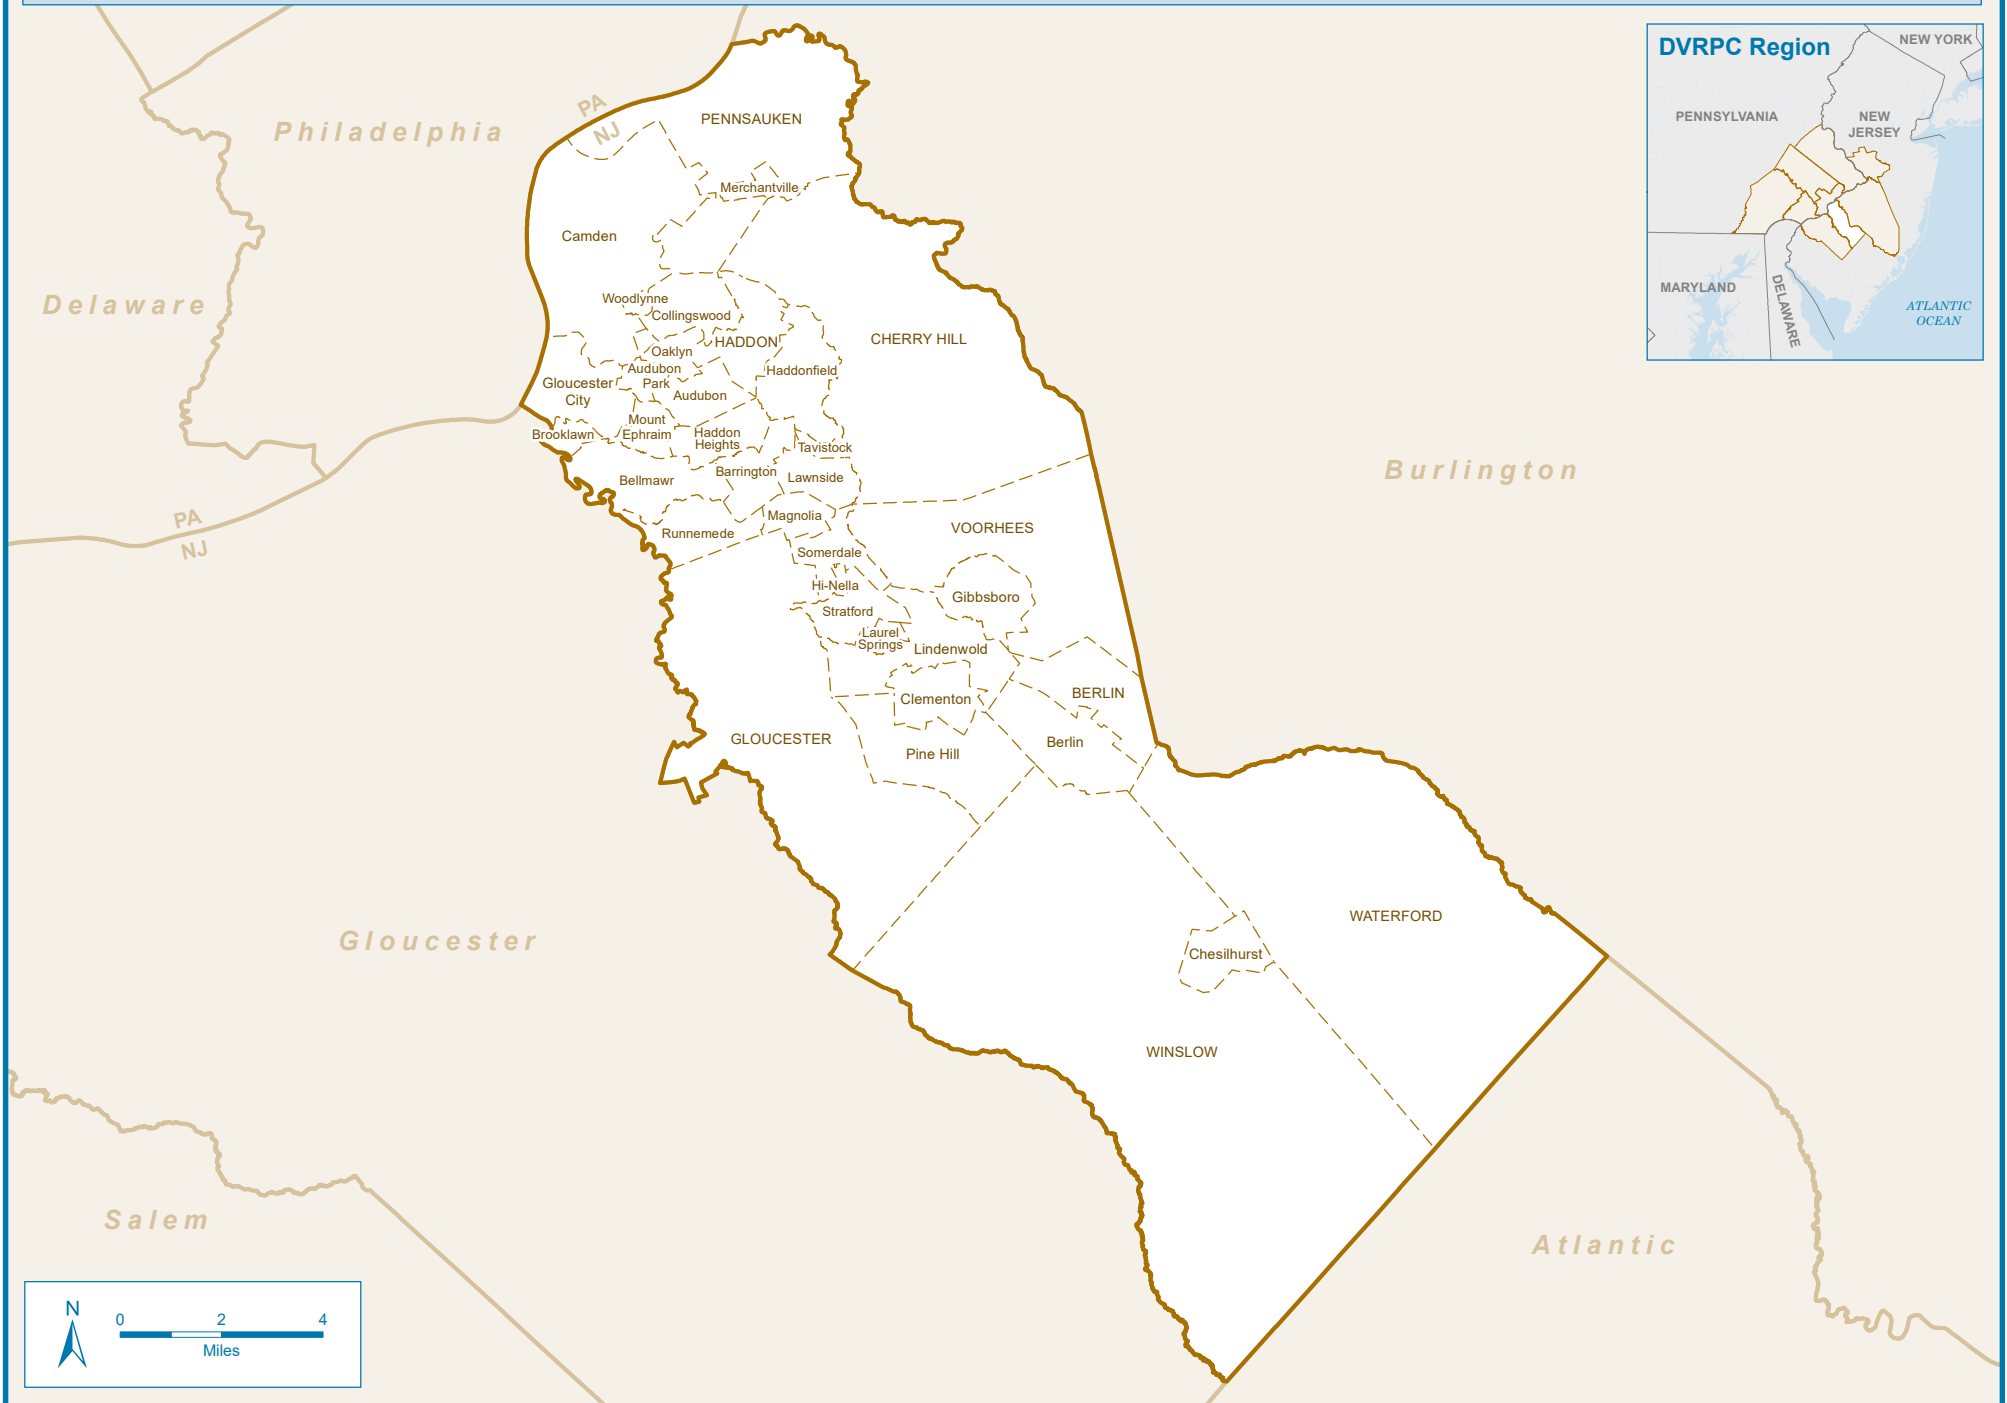 DVRPC Region
NEW YORK
PENNSYLVANIA
NEW
JERSEY
MARYLAND
DELAWARE
ATLANTIC
OCEAN
PA
NJ
Philadelphia
PENNSAUKEN
Merchantville
Camden
Delaware
Woodlynne
Collingswood
HADDON
CHERRY HILL
Oaklyn
Audubon
Park
Haddonfield
Gloucester
City
Audubon
Mount
Ephraim
Brooklawn
Haddon
Heights
Tavistock
Barrington
Lawnside
Bellmawr
Burlington
PA
NJ
Magnolia
Runnemede
VOORHEES
Somerdale
Hi-Nella
Gibbsboro
Stratford
Laurel
Springs
Lindenwold
Clementon
BERLIN
GLOUCESTER
Berlin
Pine Hill
WATERFORD
Gloucester
Chesilhurst
WINSLOW
Salem
Atlantic
N
0 2 4
Miles